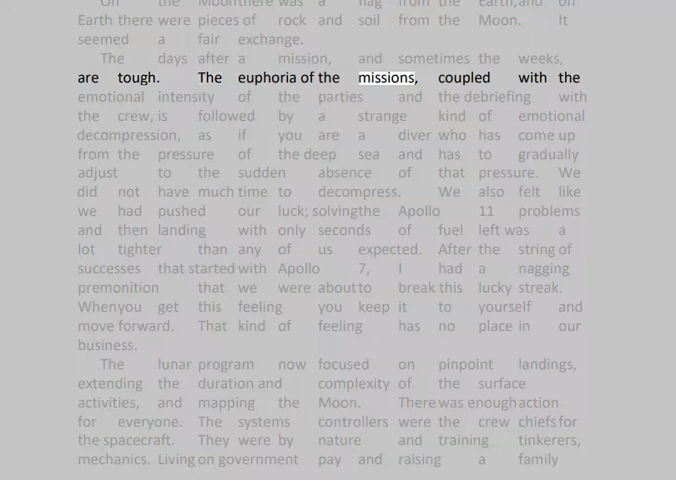 On the Moon there was a flag from the Earth, and on
Earth there were pieces of rock and soil from the Moon. It
seemed a fair exchange.
The days after a mission, and sometimes the weeks,
are tough. The euphoria of the missions, coupled with the
emotional intensity of the parties and the debriefing with
the crew, is followed by a strange kind of emotional
decompression, as if you are a diver who has come up
from the pressure of the deep sea and has to gradually
adjust to the sudden absence of that pressure. We
did not have much time to decompress. We also felt like
we had pushed our luck; solvingthe Apollo 11 problems
and then landing with only seconds of fuel left was a
lot tighter than any of us expected. After the string of
successes that started with Apollo 7, I had a nagging
premonition that we were about to break this lucky streak.
Whenyou get this feeling you keep it to yourself and
move forward. That kind of feeling has no place in our
business.
The lunar program now focused on pinpoint landings,
extending the duration and complexity of the surface
activities, and mapping the Moon. There was enough action
for everyone. The systems controllers were the crew chiefs for
the spacecraft. They were by nature and training tinkerers,
mechanics. Living on government pay and raising a family